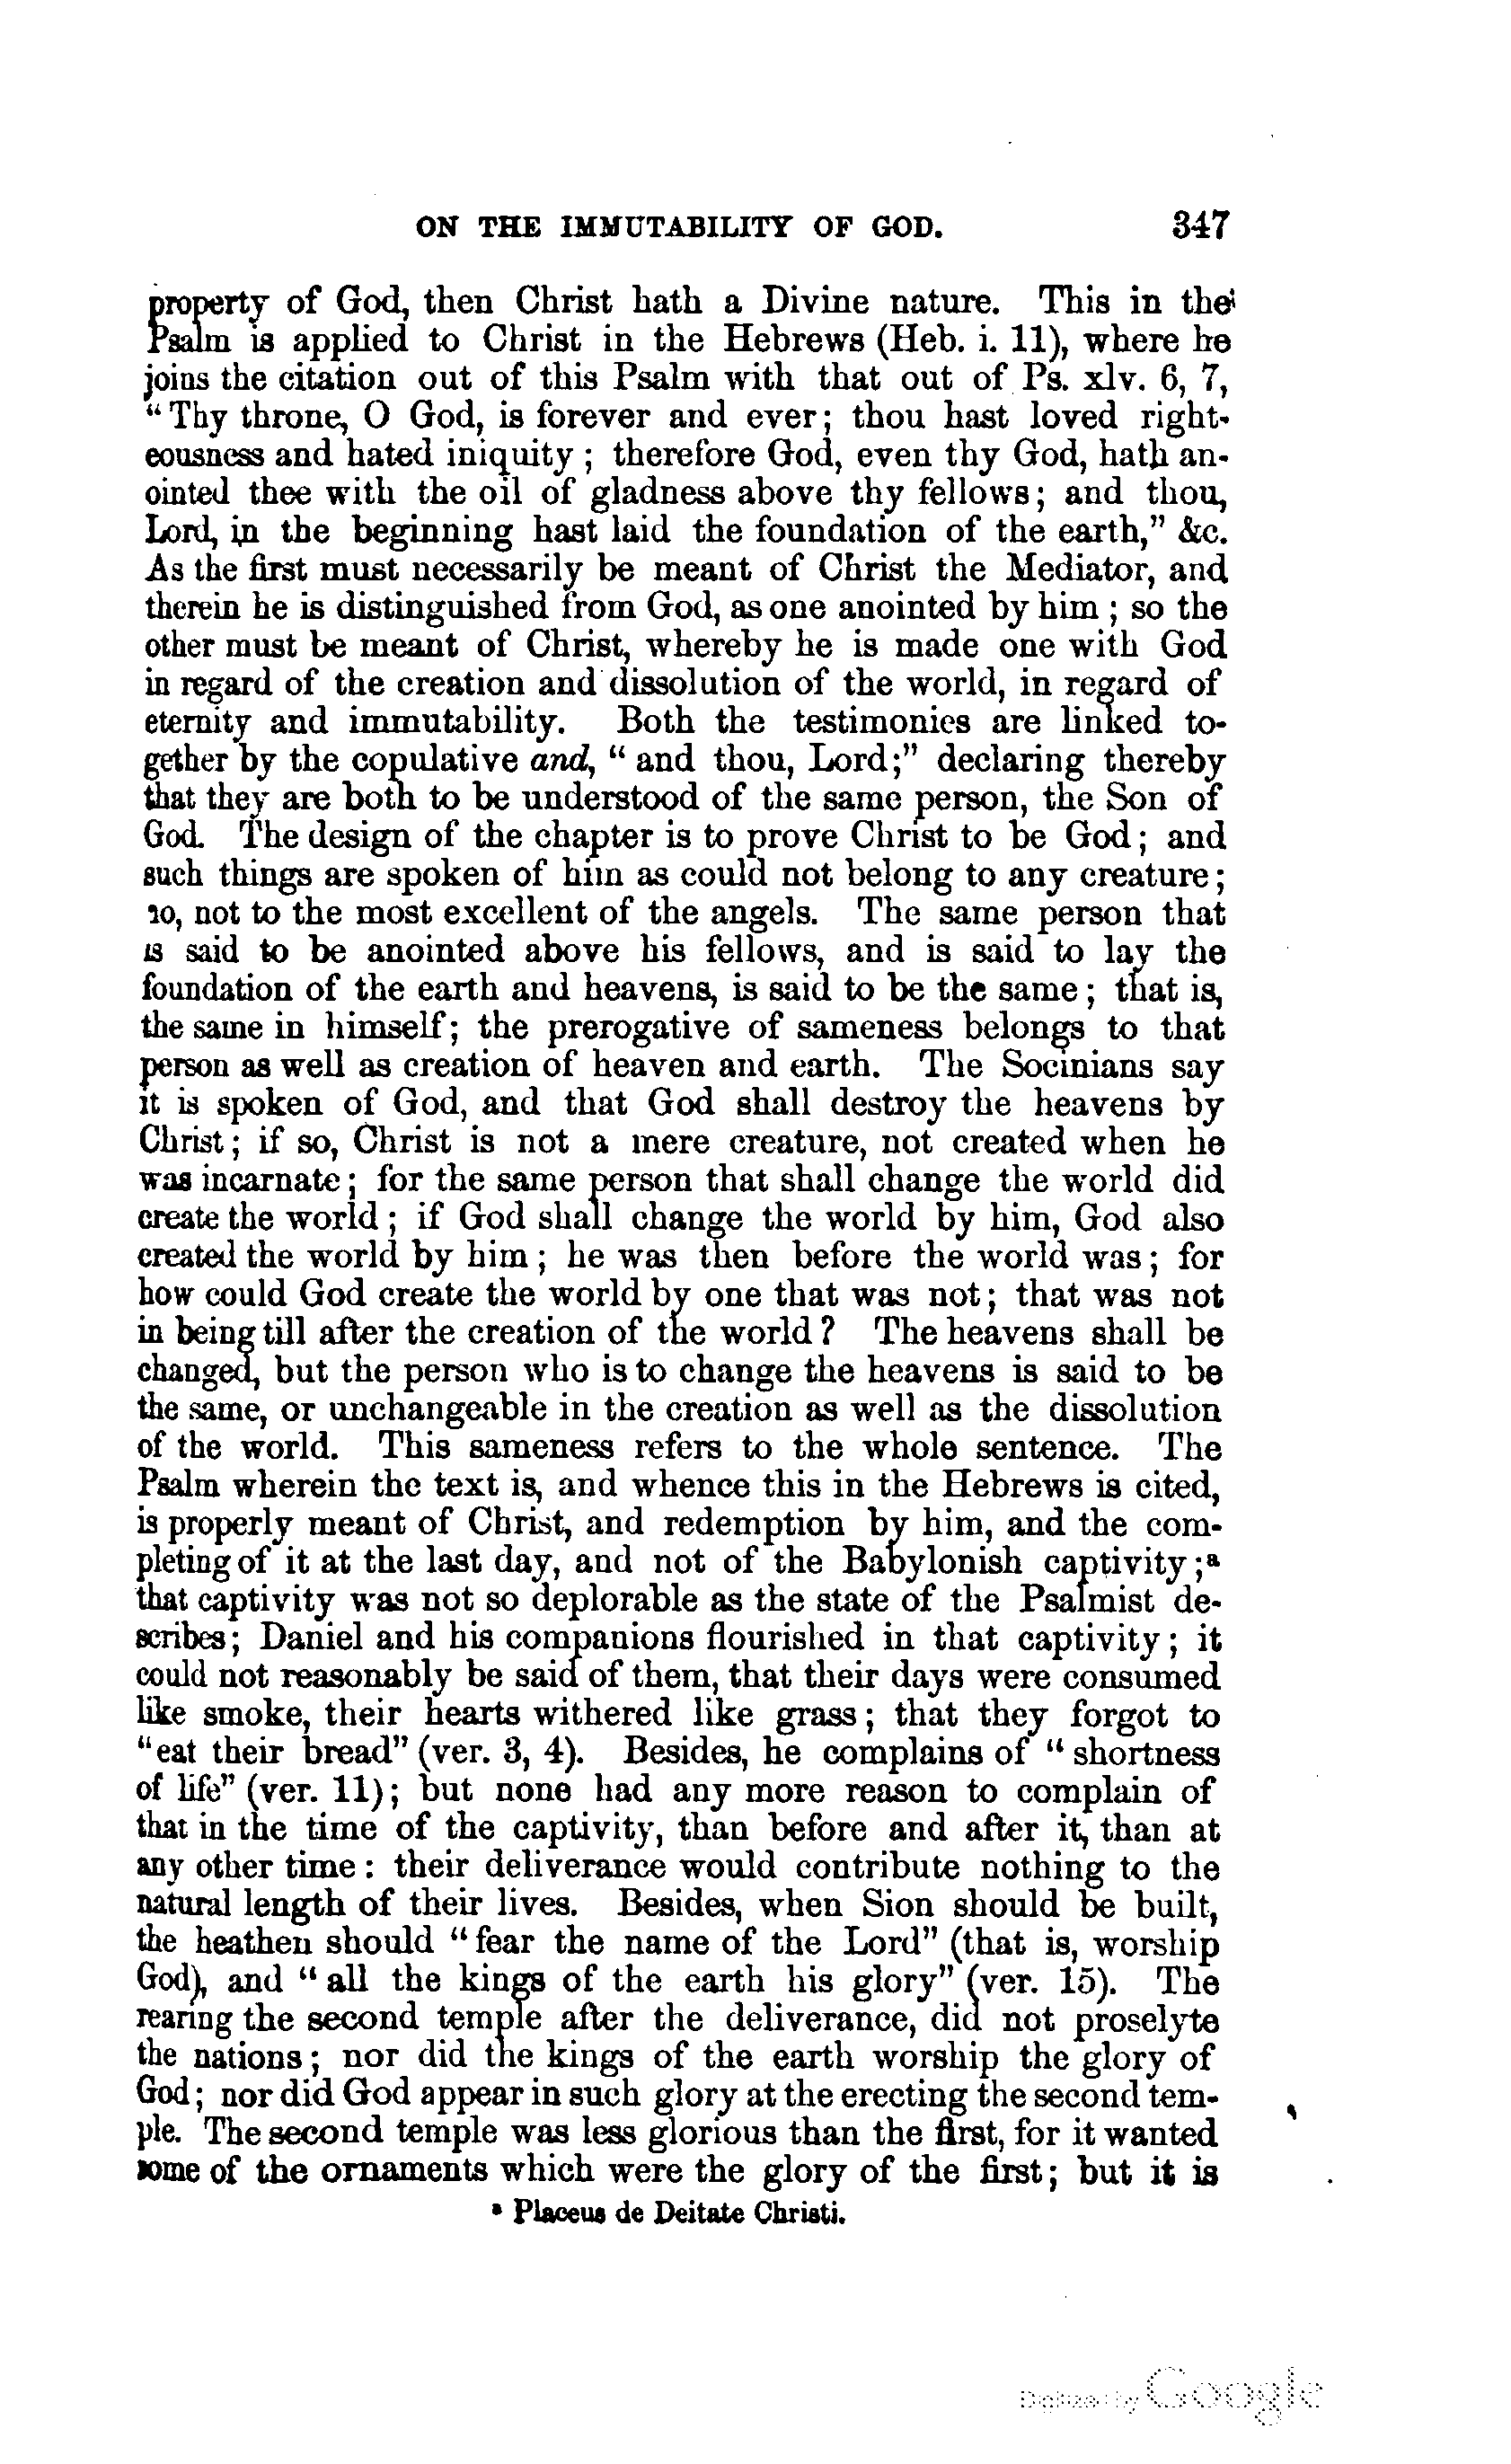 ON THE IMMUTABILITY OF GOD. 347
property of God, then Christ hath a Divine nature. This in the
Psalm is applied to Christ in the Hebrews (Heb. i. 11), where he
joins the citation out of this Psalm with that out of Ps. xlv. 6, 7,
“Thy throne, O God, is forever and ever; thou hast loved right-
eousness and hated iniquity; therefore God, even thy God, hath an-
ointed thee with the oil of gladness above thy fellows; and thou,
Lord, in the beginning hast laid the foundation of the earth,” &c.
As the first must necessarily be meant of Christ the Mediator, and
therein he is distinguished from God, as one anointed by him; so the
other must be meant of Christ, whereby he is made one with God
in regard of the creation and dissolution of the world, in regard of
eternity and immutability. Both the testimonies are linked to-
gether by the copulative and, “and thou, Lord;” declaring thereby
that they are both to be understood of the same person, the Son of
God. The design of the chapter is to prove Christ to be God; and
such things are spoken of him as could not belong to any creature;
no, not to the most excellent of the angels. The same person that
is said to be anointed above his fellows, and is said to lay the
foundation of the earth and heavens, is said to be the same; that is,
the same in himself; the prerogative of sameness belongs to that
person as well as creation of heaven and earth. The Socinians say
it is spoken of God, and that God shall destroy the heavens by
Christ; if so, Christ is not a mere creature, not created when he
was incarnate; for the same person that shall change the world did
create the world; if God shall change the world by him, God also
created the world by him; he was then before the world was; for
how could God create the world by one that was not; that was not
in being till after the creation of the world? The heavens shall be
changed, but the person who is to change the heavens is said to be
the same, or unchangeable in the creation as well as the dissolution
of the world. This sameness refers to the whole sentence. The
Psalm wherein the text is, and whence this in the Hebrews is cited,
is properly meant of Christ, and redemption by him, and the com-
pleting of it at the last day, and not of the Babylonish captivity;ᵃ
that captivity was not so deplorable as the state of the Psalmist de-
scribes; Daniel and his companions flourished in that captivity; it
could not reasonably be said of them, that their days were consumed
like smoke, their hearts withered like grass; that they forgot to
“eat their bread” (ver. 3, 4). Besides, he complains of “shortness
of life” (ver. 11); but none had any more reason to complain of
that in the time of the captivity, than before and after it, than at
any other time: their deliverance would contribute nothing to the
natural length of their lives. Besides, when Sion should be built,
the heathen should “fear the name of the Lord” (that is, worship
God), and “all the kings of the earth his glory” (ver. 15). The
rearing the second temple after the deliverance, did not proselyte
the nations; nor did the kings of the earth worship the glory of
God; nor did God appear in such glory at the erecting the second tem-
ple. The second temple was less glorious than the first, for it wanted
some of the ornaments which were the glory of the first; but it is
ᵃ Placeus de Deitate Christi.
Digitized by Google